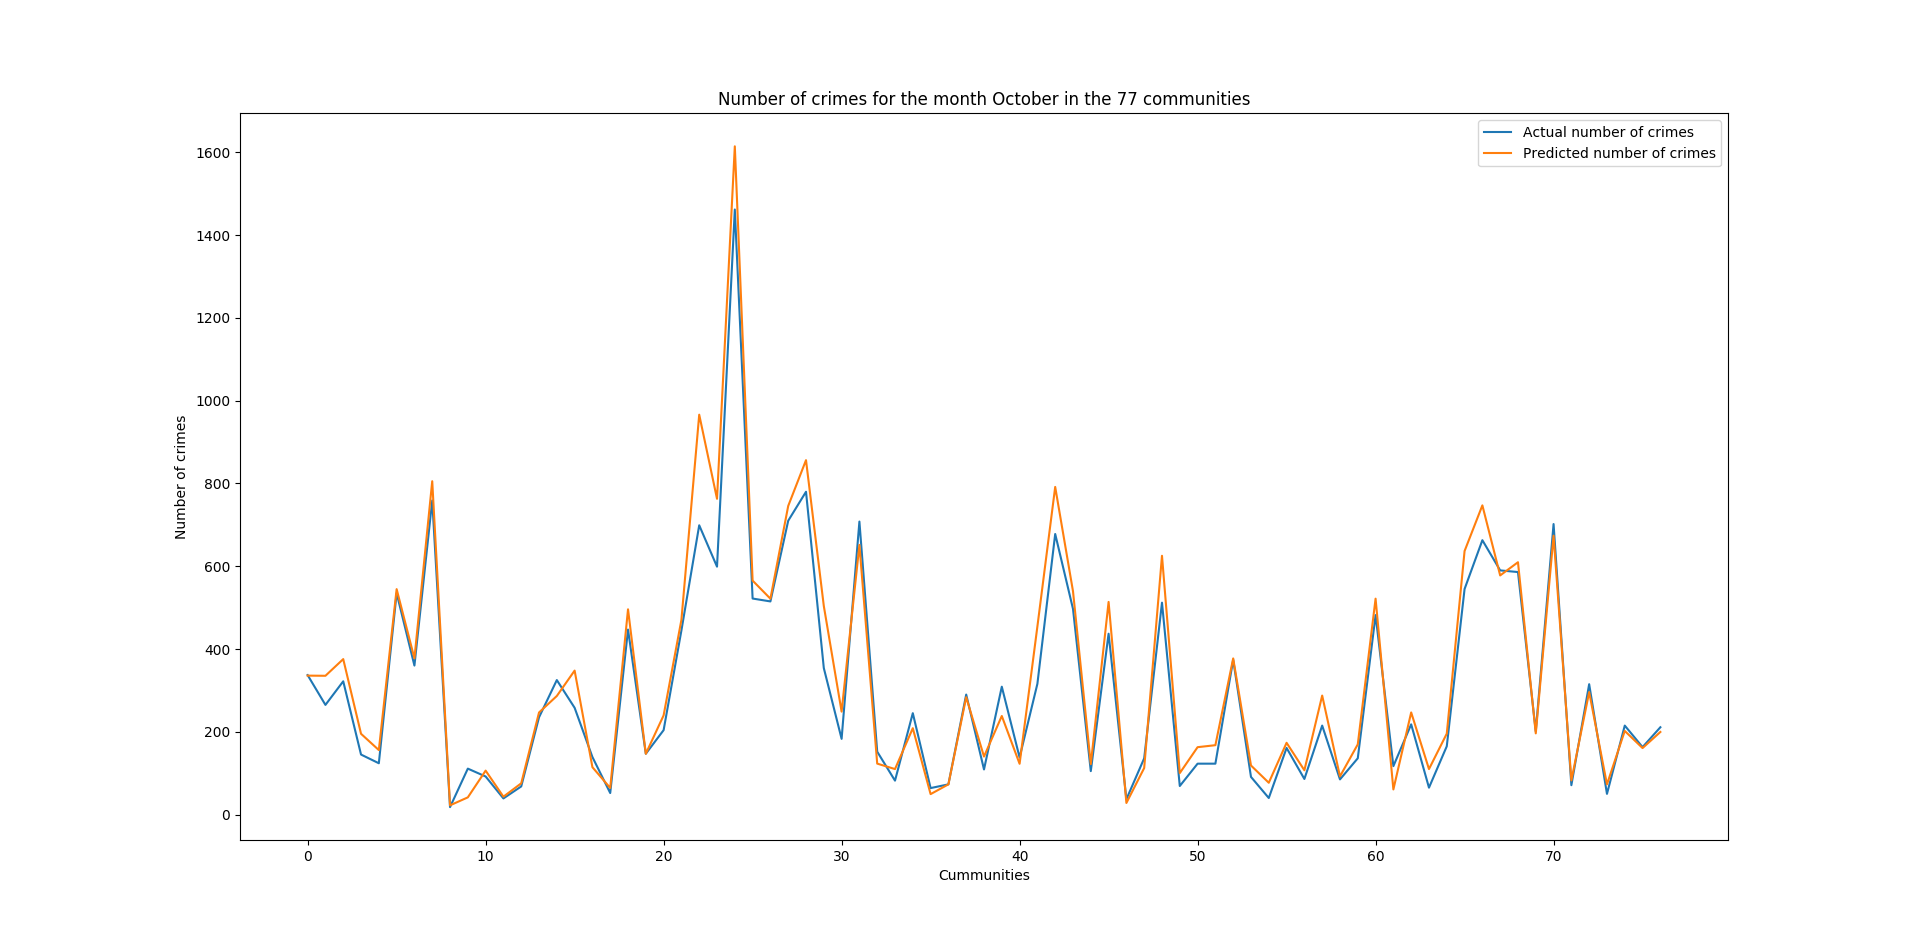 Number of crimes for the month October in the 77 communities
Actual number of crimes
Predicted number of crimes
Number of crimes
1600
1400
1200
1000
800
600
400
200
0
0 10 20 30 40 50 60 70
Cummunities